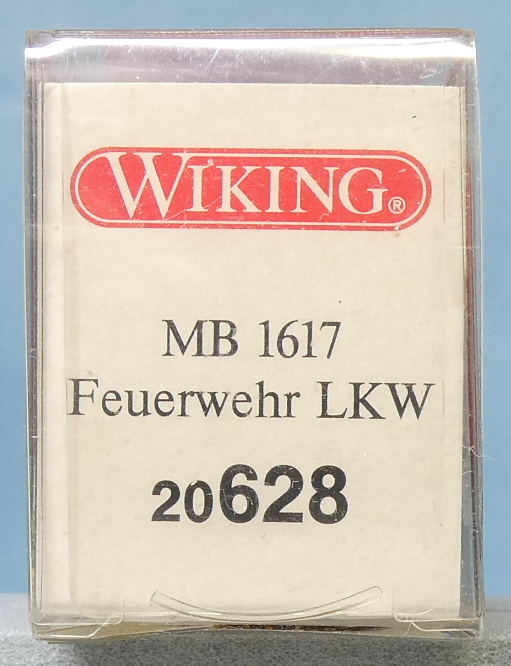 WIKING®
MB 1617
Feuerwehr LKW
20628